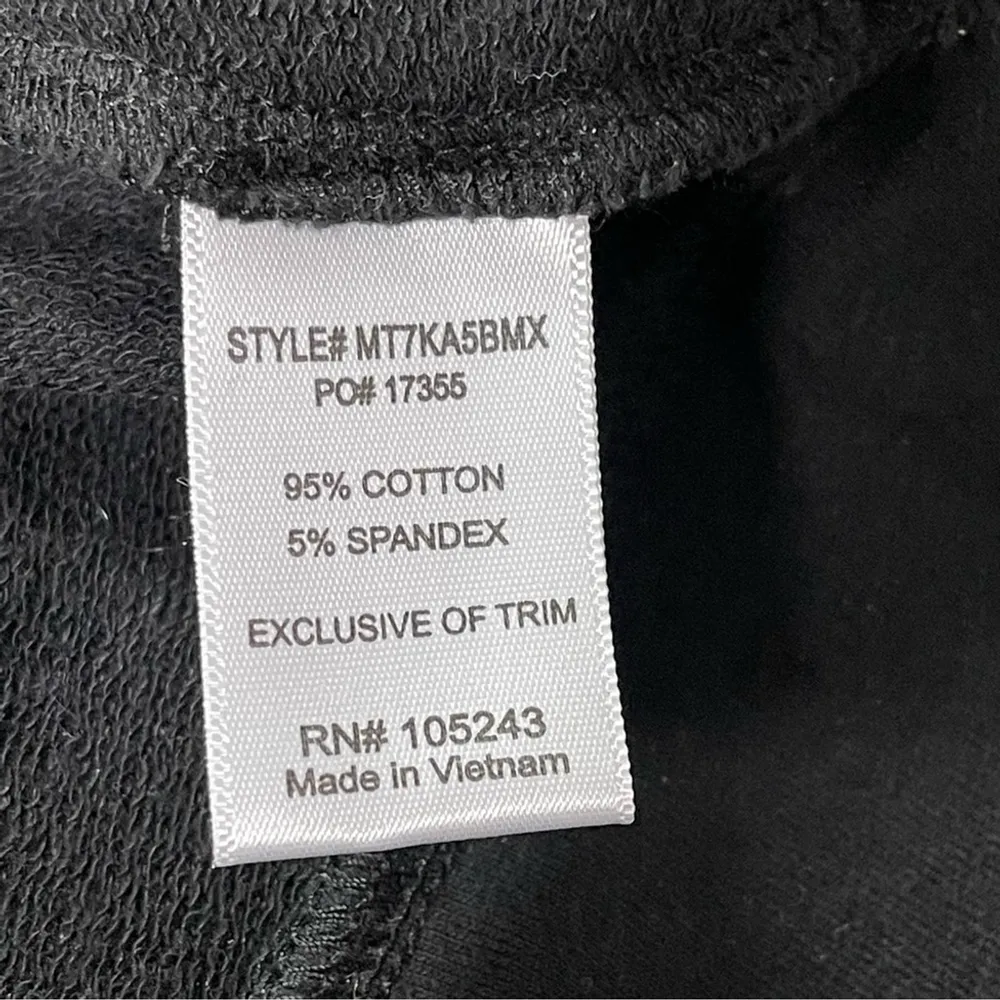 STYLE# MT7KA5BMX
PO# 17355
95% COTTON
5% SPANDEX
EXCLUSIVE OF TRIM
RN# 105243
Made in Vietnam